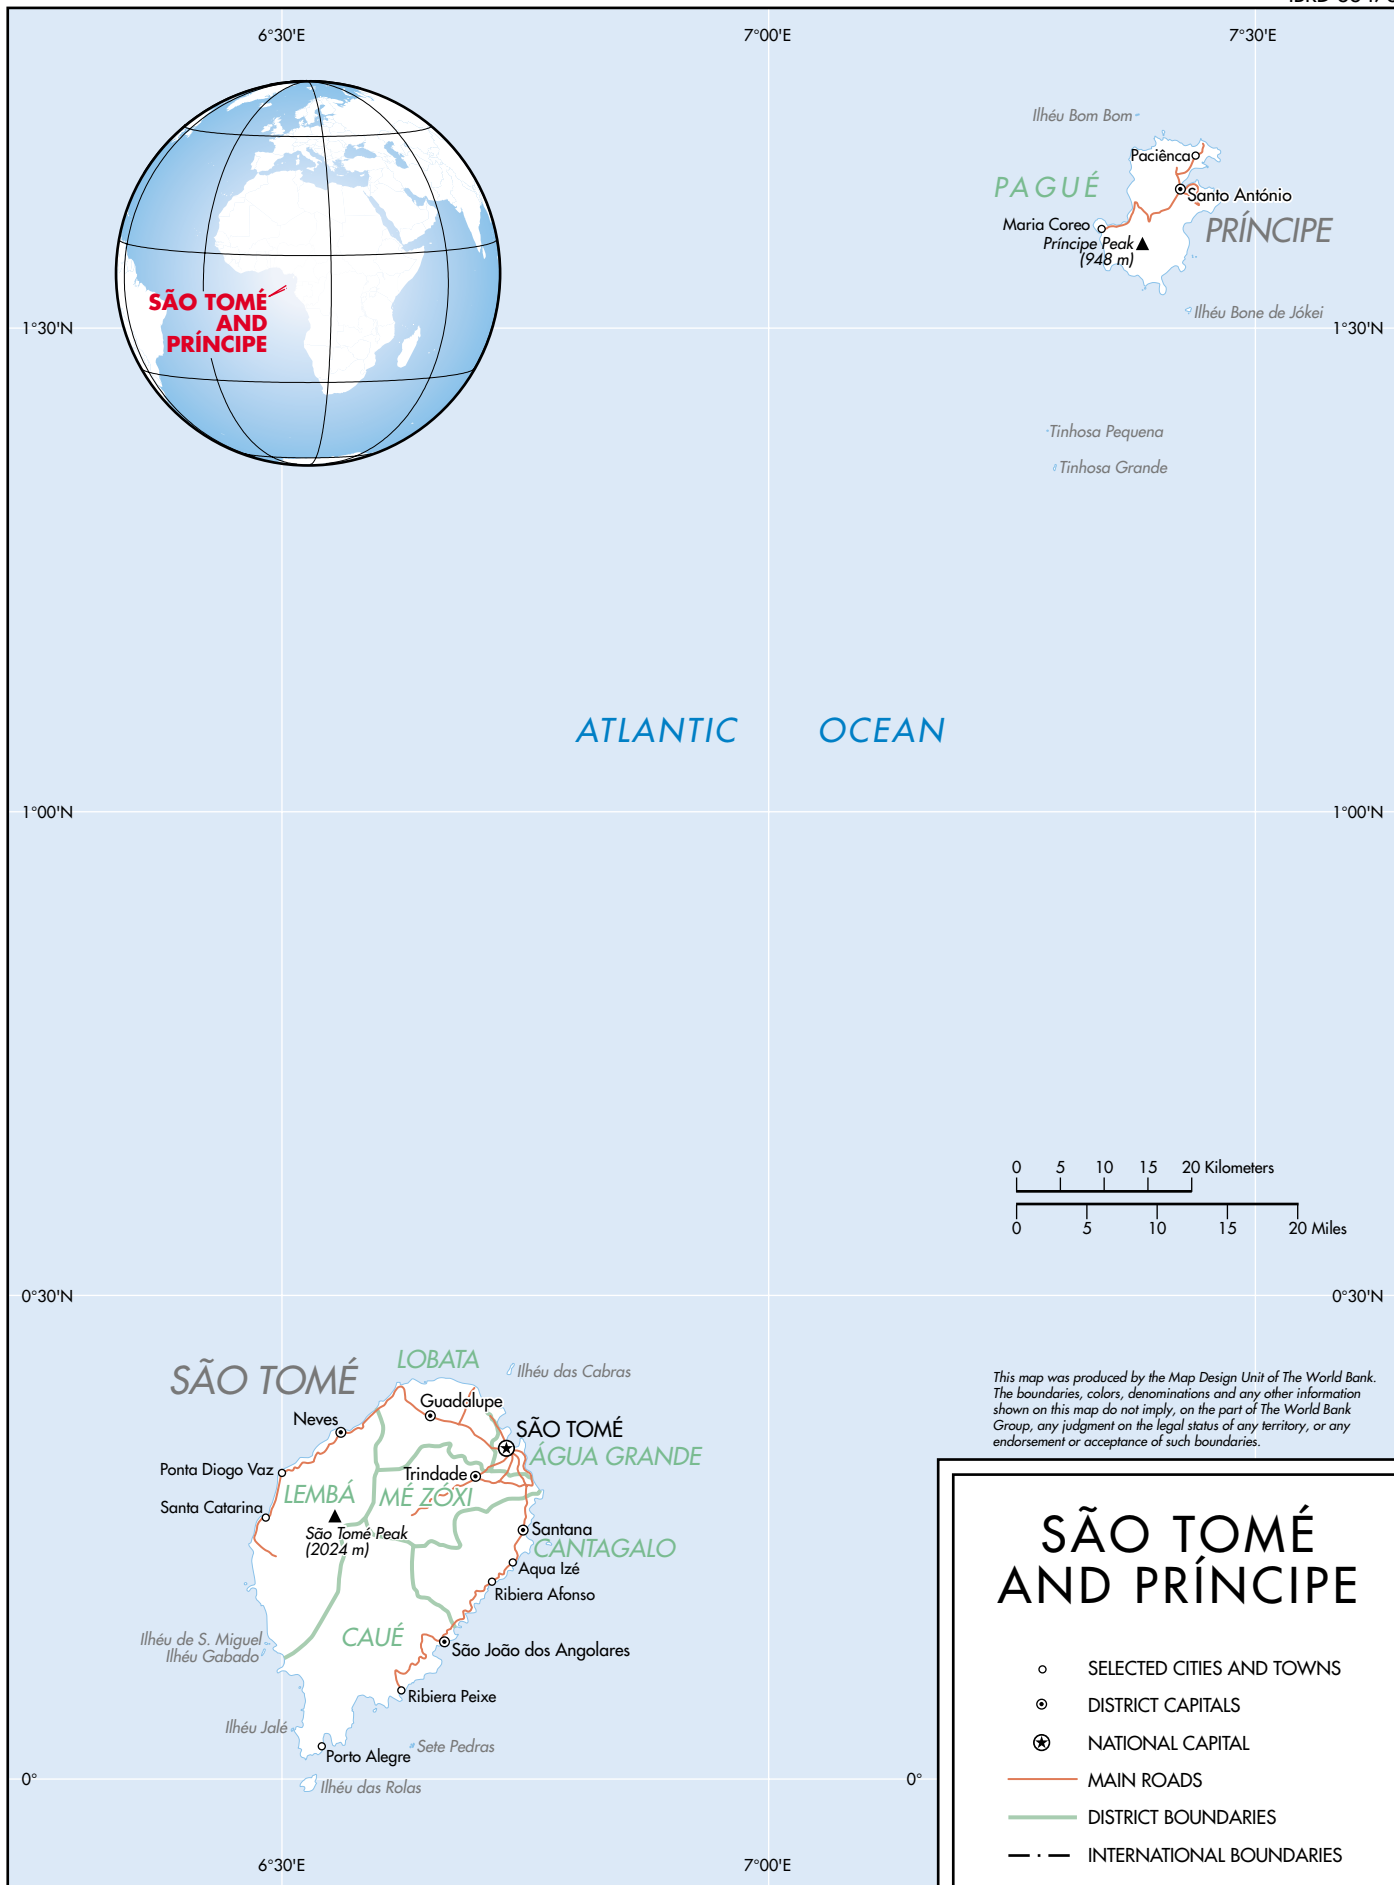 6°30'E
7°00'E
7°30'E
Ilhéu Bom Bom
Paciênca
PAGUÉ
Santo António
Maria Coreo
PRÍNCIPE
Príncipe Peak
(948 m)
Ilhéu Bone de Jókei
SÃO TOMÉ
AND
PRÍNCIPE
1°30'N
1°30'N
Tinhosa Pequena
Tinhosa Grande
ATLANTIC OCEAN
1°00'N
1°00'N
0 5 10 15 20 Kilometers
0 5 10 15 20 Miles
0°30'N
0°30'N
SÃO TOMÉ
LOBATA
Ilhéu das Cabras
Guadalupe
Neves
SÃO TOMÉ
ÁGUA GRANDE
Ponta Diogo Vaz
Trindade
LEMBÁ
MÉ ZÓXI
Santa Catarina
São Tomé Peak
(2024 m)
Santana
CANTAGALO
Aqua Izé
Ribiera Afonso
CAUÉ
Ilhéu de S. Miguel
Ilhéu Gabado
São João dos Angolares
Ribiera Peixe
Ilhéu Jalé
Porto Alegre
Sete Pedras
Ilhéu das Rolas
0°
0°
6°30'E
7°00'E
This map was produced by the Map Design Unit of The World Bank.
The boundaries, colors, denominations and any other information
shown on this map do not imply, on the part of The World Bank
Group, any judgment on the legal status of any territory, or any
endorsement or acceptance of such boundaries.
SÃO TOMÉ
AND PRÍNCIPE
SELECTED CITIES AND TOWNS
DISTRICT CAPITALS
NATIONAL CAPITAL
MAIN ROADS
DISTRICT BOUNDARIES
INTERNATIONAL BOUNDARIES